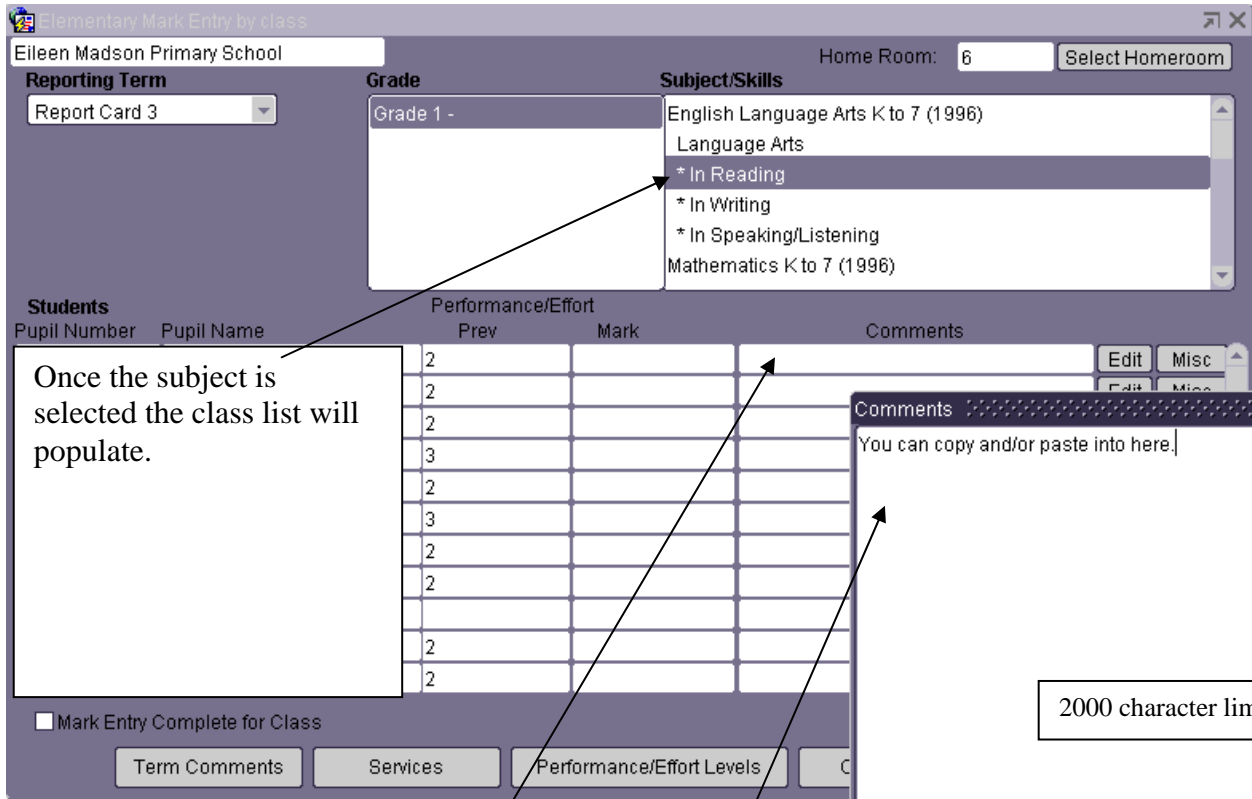 Elementary Mark Entry by class
Eileen Madson Primary School
Home Room: 6 Select Homeroom
Reporting Term Grade Subject/Skills
Report Card 3 Grade 1 - English Language Arts K to 7 (1996)
Language Arts
* In Reading
* In Writing
* In Speaking/Listening
Mathematics K to 7 (1996)
Students Performance/Effort
Pupil Number Pupil Name Prev Mark Comments
Once the subject is
selected the class list will
populate.
2 Edit Misc
2 Edit Misc
2
3
2
3
2
2
2
2
Comments
You can copy and/or paste into here.
2000 character
Mark Entry Complete for Class
Term Comments Services Performance/Effort Levels